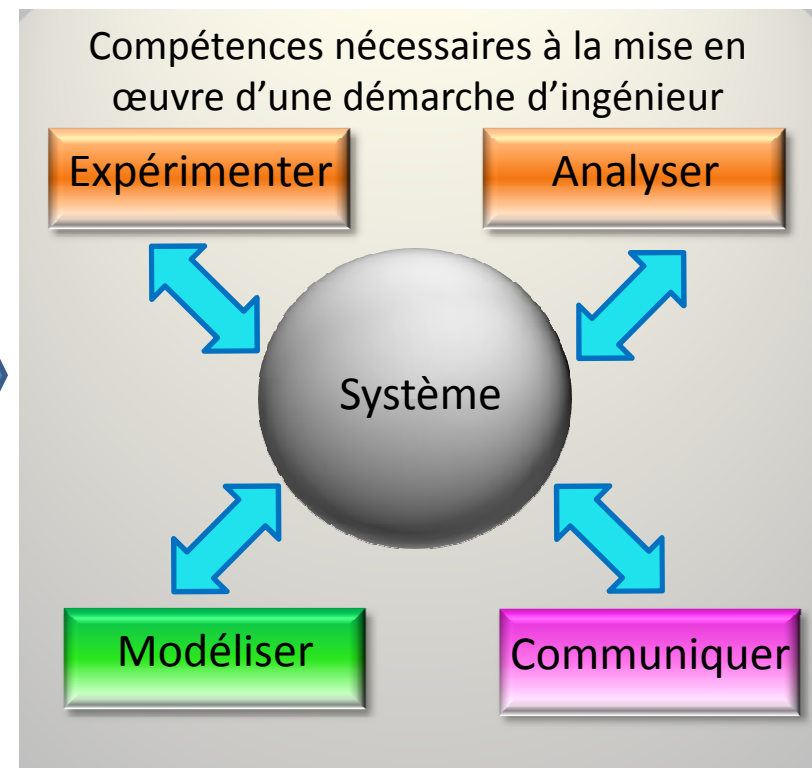 Compétences nécessaires à la mise en
œuvre d'une démarche d'ingénieur
Expérimenter
Analyser
Système
Modéliser
Communiquer